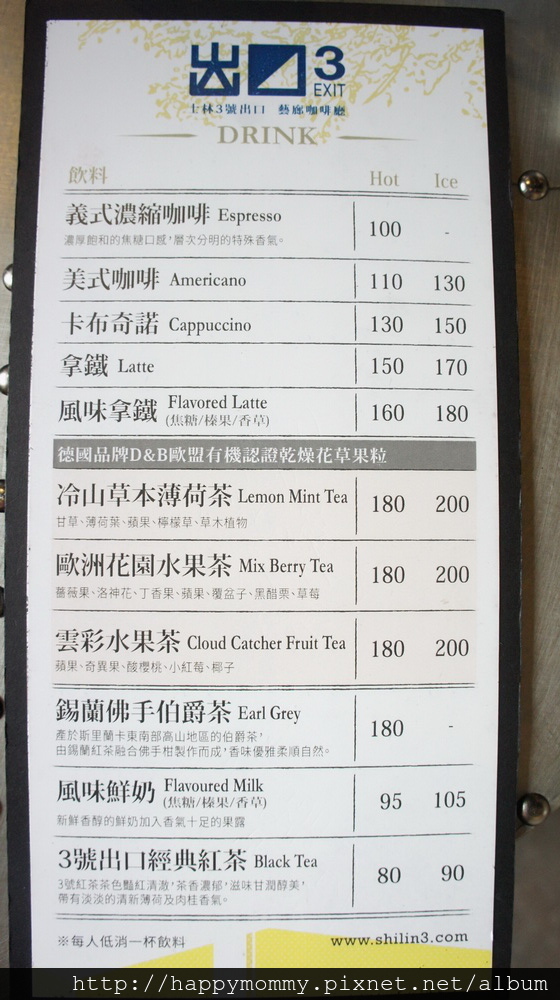 出口 3
EXIT
士林3號出口 藝廊咖啡廳
DRINK
飲料 Hot Ice
義式濃縮咖啡 Espresso 100 -
濃厚飽和的焦糖口感,層次分明的特殊香氣。
美式咖啡 Americano 110 130
卡布奇諾 Cappuccino 130 150
拿鐵 Latte 150 170
風味拿鐵 Flavored Latte 160 180
(焦糖/榛果/香草)
德國品牌D&B歐盟有機認證乾燥花草果粒
冷山草本薄荷茶 Lemon Mint Tea 180 200
甘草、薄荷葉、蘋果、檸檬草、草木植物
歐洲花園水果茶 Mix Berry Tea 180 200
薔薇果、洛神花、丁香果、蘋果、覆盆子、黑醋栗、草莓
雲彩水果茶 Cloud Catcher Fruit Tea 180 200
蘋果、奇異果、酸櫻桃、小紅莓、椰子
錫蘭佛手伯爵茶 Earl Grey 180 -
產於斯里蘭卡東南部高山地區的伯爵茶,
由錫蘭紅茶融合佛手柑製作而成,香味優雅柔順自然。
風味鮮奶 Flavoured Milk 95 105
(焦糖/榛果/香草)
新鮮香醇的鮮奶加入香氣十足的果露
3號出口經典紅茶 Black Tea 80 90
3號紅茶茶色豔紅清澈,茶香濃郁,滋味甘潤醇美,
帶有淡淡的清新薄荷及肉桂香氣。
※每人低消一杯飲料 www.shilin3.com
http://happymommy.pixnet.net/album